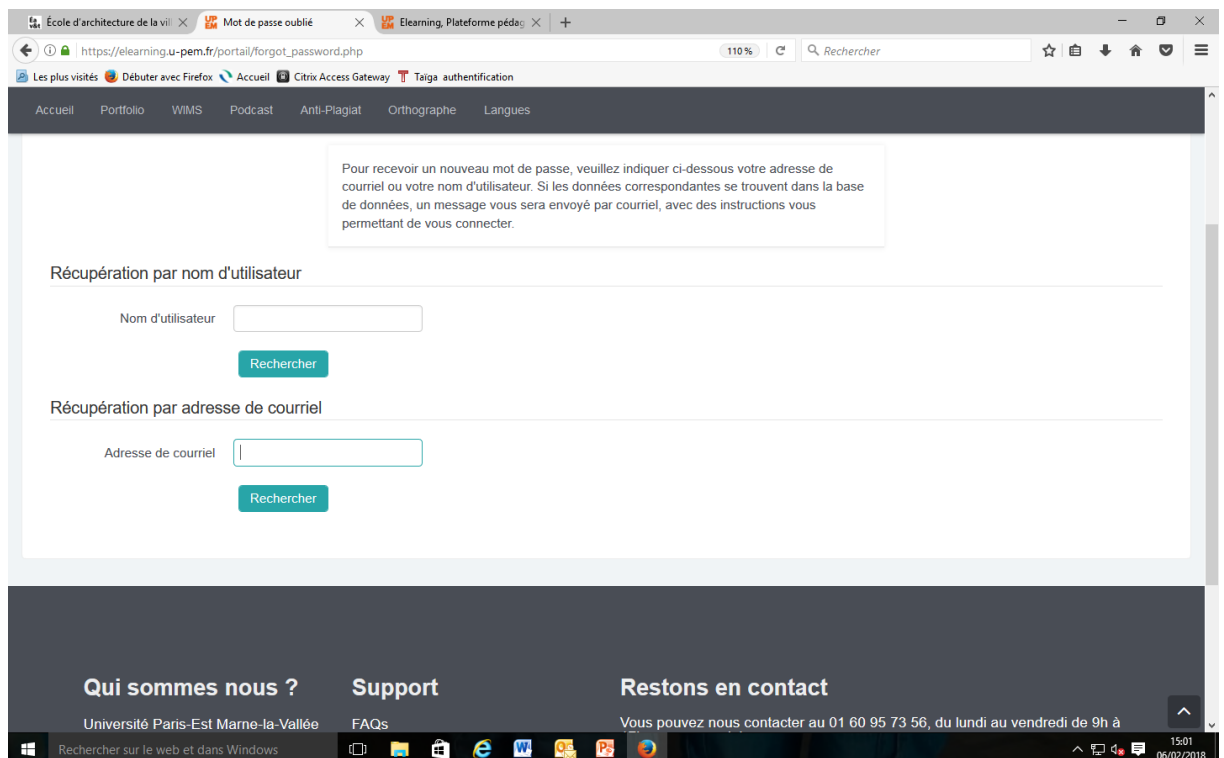 École d'architecture de la vill
Mot de passe oublié
Elearning, Plateforme pédag
https://elearning.u-pem.fr/portail/forgot_password.php
110 %
Rechercher
Les plus visités
Débuter avec Firefox
Accueil
Citrix Access Gateway
Taïga authentification
Accueil
Portfolio
WIMS
Podcast
Anti-Plagiat
Orthographe
Langues
Pour recevoir un nouveau mot de passe, veuillez indiquer ci-dessous votre adresse de
courriel ou votre nom d'utilisateur. Si les données correspondantes se trouvent dans la base
de données, un message vous sera envoyé par courriel, avec des instructions vous
permettant de vous connecter.
Récupération par nom d'utilisateur
Nom d'utilisateur
Rechercher
Récupération par adresse de courriel
Adresse de courriel
Rechercher
Qui sommes nous ?
Support
Restons en contact
Université Paris-Est Marne-la-Vallée
FAQs
Vous pouvez nous contacter au 01 60 95 73 56, du lundi au vendredi de 9h à
Rechercher sur le web et dans Windows
15:01
06/02/2018